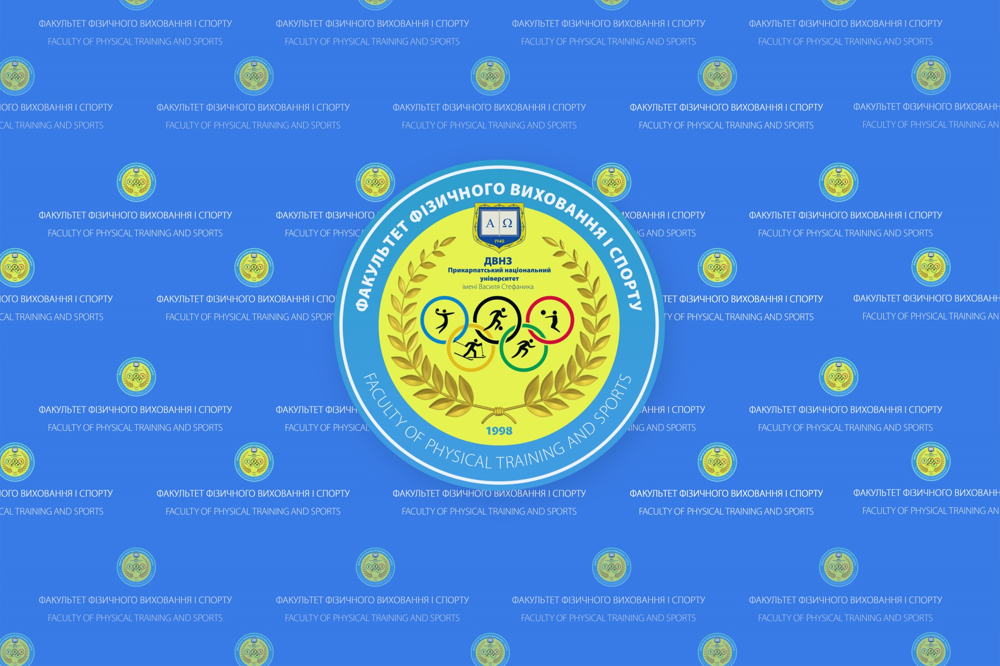 ФАКУЛЬТЕТ ФІЗИЧНОГО ВИХОВАННЯ І СПОРТУ ФАКУЛЬТЕТ ФІЗИЧНОГО ВИХОВАННЯ І СПОРТУ ФАКУЛЬТЕТ ФІЗИЧНОГО ВИХОВАННЯ І СПОРТУ ФАКУЛЬТЕТ ФІЗИЧНОГО ВИХОВАННЯ І СПОРТУ
FACULTY OF PHYSICAL TRAINING AND SPORTS FACULTY OF PHYSICAL TRAINING AND SPORTS FACULTY OF PHYSICAL TRAINING AND SPORTS FACULTY OF PHYSICAL TRAINING AND SPORTS
ВИХОВАННЯ І СПОРТУ ФАКУЛЬТЕТ ФІЗИЧНОГО ВИХОВАННЯ І СПОРТУ ФАКУЛЬТЕТ ФІЗИЧНОГО ВИХОВАННЯ І СПОРТУ ФАКУЛЬТЕТ ФІЗИЧНОГО ВИХОВАННЯ І СПОРТУ ФАКУЛЬТЕТ ФІЗИЧНОГО ВИХОВАНН
CAL TRAINING AND SPORTS FACULTY OF PHYSICAL TRAINING AND SPORTS FACULTY OF PHYSICAL TRAINING AND SPORTS FACULTY OF PHYSICAL TRAINING AND SPORTS FACULTY OF PHYSICAL TRAINING AN
ФАКУЛЬТЕТ ФІЗИЧНОГО ВИХОВАННЯ І СПОРТУ
Α Ω
1940
ДВНЗ
Прикарпатський національний
університет
імені Василя Стефаника
1998
FACULTY OF PHYSICAL TRAINING AND SPORTS
ФАКУЛЬТЕТ ФІЗИЧНОГО ВИХОВАННЯ І СПОРТУ ФАКУЛЬТЕТ ФІЗИЧНОГО ИХОВАННЯ І СПОРТУ ФАКУЛЬТЕТ ФІЗИЧНОГО ВИХОВАННЯ І СПОРТУ
FACULTY OF PHYSICAL TRAINING AND SPORTS FACULTY OF PHYSICA AND SPORTS FACULTY OF PHYSICAL TRAINING AND SPORTS
ВИХОВАННЯ І СПОРТУ ФАКУЛЬТЕТ ФІЗИЧНОГО ВИХОВАННЯ І СПО ТЕТ ФІЗИЧНОГО ВИХОВАННЯ І СПОРТУ ФАКУЛЬТЕТ ФІЗИЧНОГО ВИХОВАНН
CAL TRAINING AND SPORTS FACULTY OF PHYSICAL TRAINING AND SPORT TY OF PHYSICAL TRAINING AND SPORTS FACULTY OF PHYSICAL TRAINING AN
ФАКУЛЬТЕТ ФІЗИЧНОГО ВИХОВАННЯ І СПОРТУ ФАКУЛЬТЕТ ФІЗИЧН АННЯ І СПОРТУ ФАКУЛЬТЕТ ФІЗИЧНОГО ВИХОВАННЯ І СПОРТУ
FACULTY OF PHYSICAL TRAINING AND SPORTS FACULTY OF PHYSICAL NING AND SPORTS FACULTY OF PHYSICAL TRAINING AND SPORTS
ВИХОВАННЯ І СПОРТУ ФАКУЛЬТЕТ ФІЗИЧНОГО ВИХОВАННЯ І СПОРТУ ФАКУЛЬТЕТ ФІЗИЧНОГО ВИХОВАННЯ І СПОРТУ ФАКУЛЬТЕТ ФІЗИЧНОГО ВИХОВАННЯ І СПОРТУ ФАКУЛЬТЕТ ФІЗИЧНОГО ВИХОВАНН
CAL TRAINING AND SPORTS FACULTY OF PHYSICAL TRAINING AND SPORTS FACULTY OF PHYSICAL TRAINING AND SPORTS FACULTY OF PHYSICAL TRAINING AND SPORTS FACULTY OF PHYSICAL TRAINING AN
ФАКУЛЬТЕТ ФІЗИЧНОГО ВИХОВАННЯ І СПОРТУ ФАКУЛЬТЕТ ФІЗИЧНОГО ВИХОВАННЯ І СПОРТУ ФАКУЛЬТЕТ ФІЗИЧНОГО ВИХОВАННЯ І СПОРТУ ФАКУЛЬТЕТ ФІЗИЧНОГО ВИХОВАННЯ І СПОРТУ
FACULTY OF PHYSICAL TRAINING AND SPORTS FACULTY OF PHYSICAL TRAINING AND SPORTS FACULTY OF PHYSICAL TRAINING AND SPORTS FACULTY OF PHYSICAL TRAINING AND SPORTS